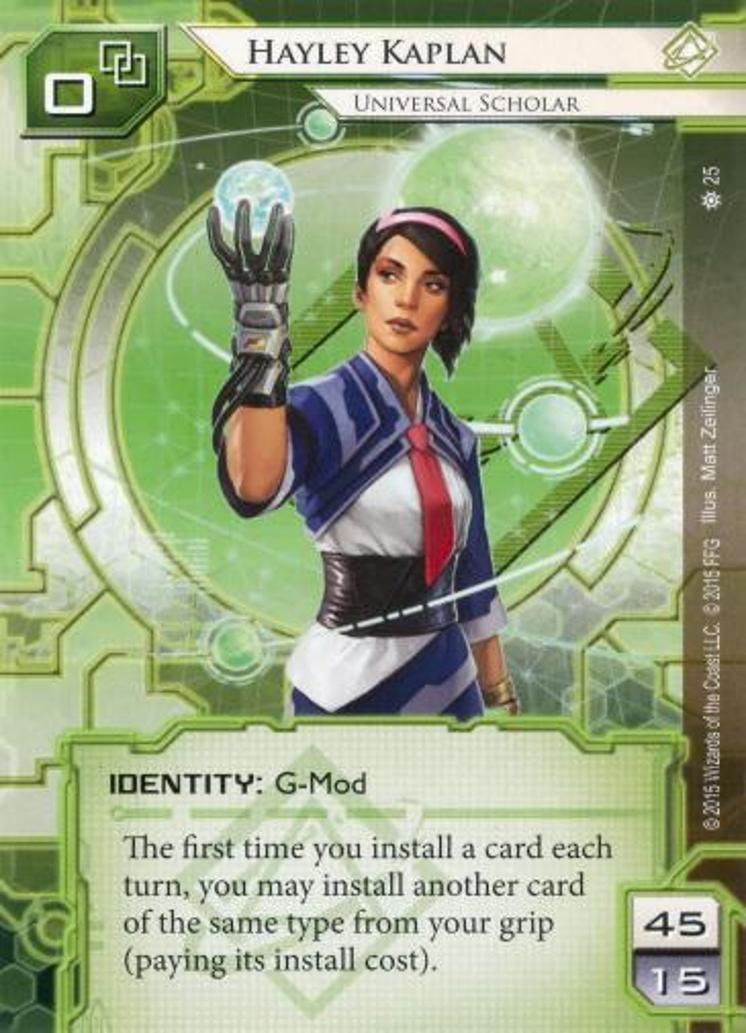 0
HAYLEY KAPLAN
UNIVERSAL SCHOLAR
25
Illus. Matt Zeilinger
© 2015 Wizards of the Coast LLC. © 2015 FFG
IDENTITY: G-Mod
The first time you install a card each
turn, you may install another card
of the same type from your grip
(paying its install cost).
45
15